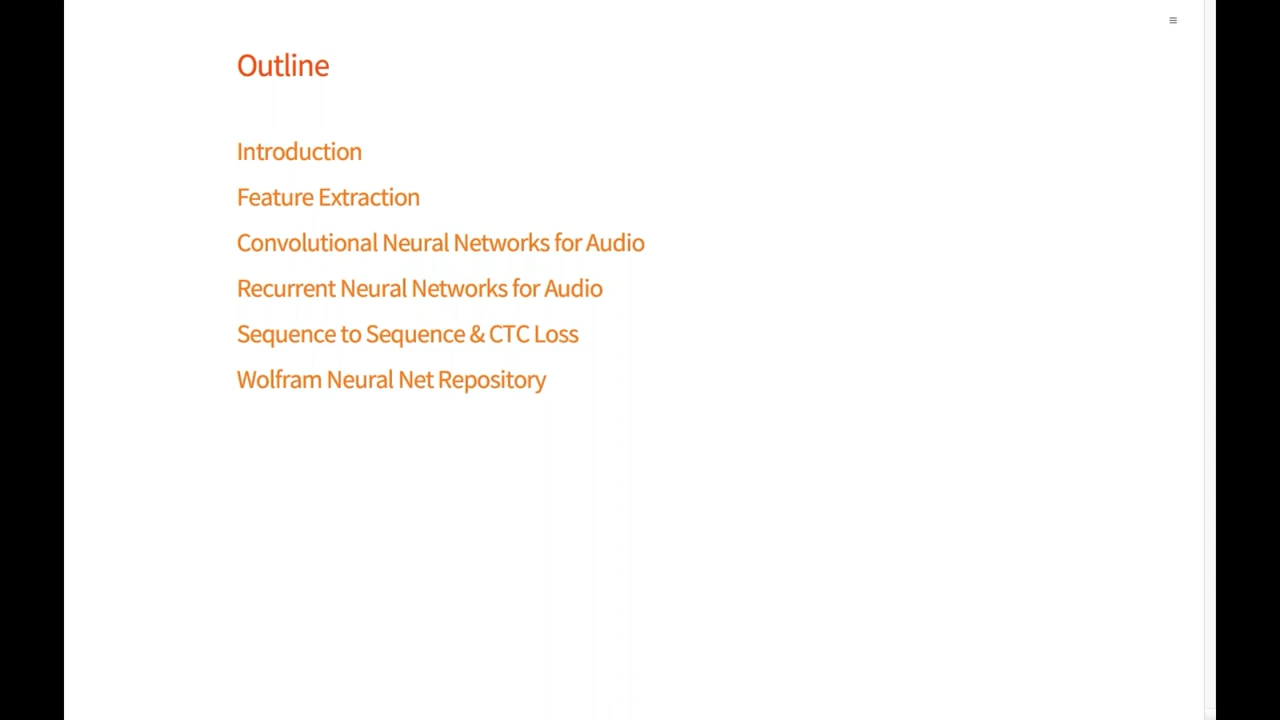 Outline
Introduction
Feature Extraction
Convolutional Neural Networks for Audio
Recurrent Neural Networks for Audio
Sequence to Sequence & CTC Loss
Wolfram Neural Net Repository